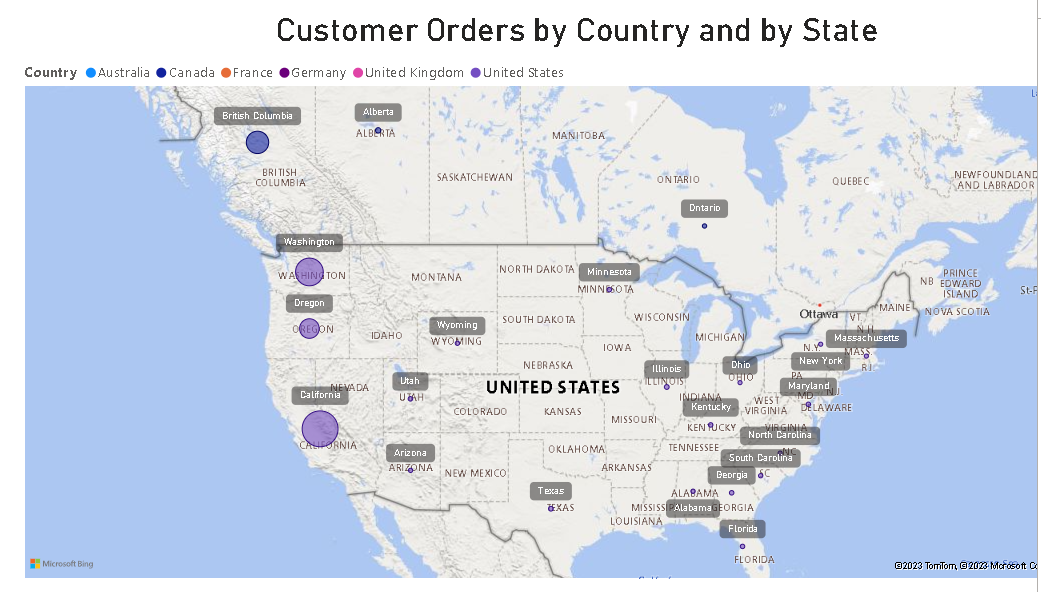 Customer Orders by Country and by State
Country Australia Canada France Germany United Kingdom United States
British Columbia
Alberta
ALBERTA
MANITOBA
BRITISH
COLUMBIA
SASKATCHEWAN
ONTARIO
QUEBEC
NEWFOUNDLAND
AND LABRADOR
Ontario
Washington
WASHINGTON
MONTANA
NORTH DAKOTA
Minnesota
MINNESOTA
PRINCE
EDWARD
ISLAND
NB
NOVA SCOTIA
MAINE
Ottawa
Oregon
OREGON
IDAHO
Wyoming
WYOMING
SOUTH DAKOTA
WISCONSIN
MICHIGAN
VT
N.H.
Massachusetts
MASS.
RI
N.Y.
New York
IOWA
NEBRASKA
Illinois
ILLINOIS
Ohio
OHIO
PA
Maryland
MD
NJ
DELAWARE
INDIANA
California
NEVADA
Utah
UTAH
UNITED STATES
COLORADO
KANSAS
MISSOURI
Kentucky
KENTUCKY
WEST
VIRGINIA
VIRGINIA
North Carolina
NC
CALIFORNIA
Arizona
ARIZONA
NEW MEXICO
OKLAHOMA
ARKANSAS
TENNESSEE
South Carolina
SC
Georgia
GEORGIA
Texas
TEXAS
LOUISIANA
MISSISSI
ALABAMA
Alabama
Florida
FLORIDA
Microsoft Bing
©2023 TomTom, © 2023 Microsoft Co